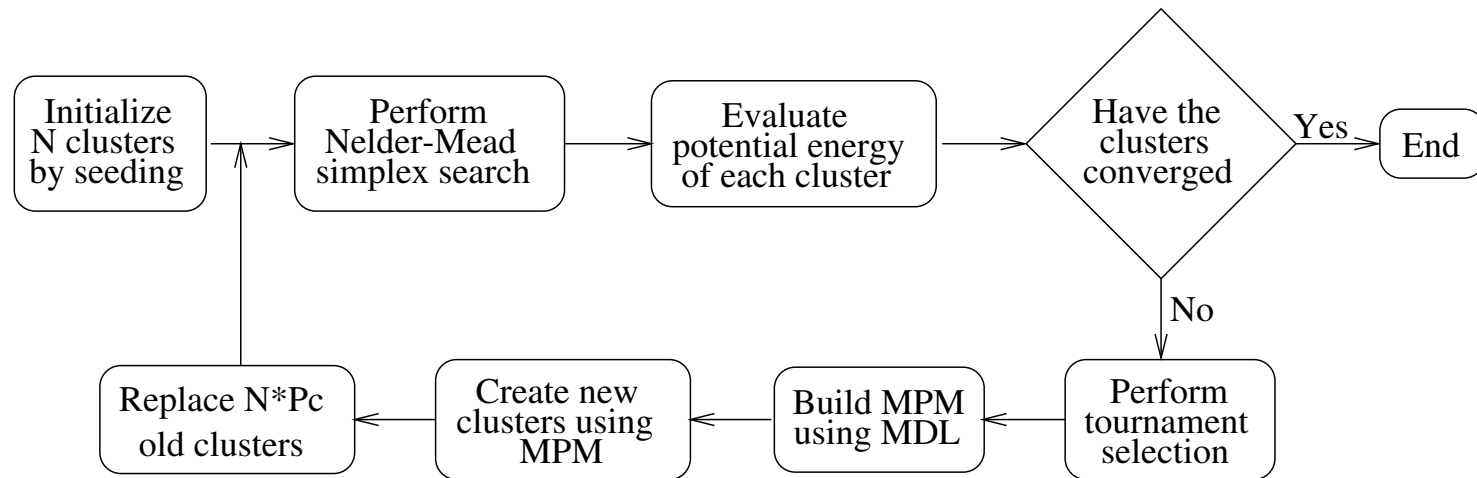 Initialize
N clusters
by seeding
Perform
Nelder-Mead
simplex search
Evaluate
potential energy
of each cluster
Have the
clusters
converged
Yes
End
No
Perform
tournament
selection
Build MPM
using MDL
Create new
clusters using
MPM
Replace N*Pc
old clusters